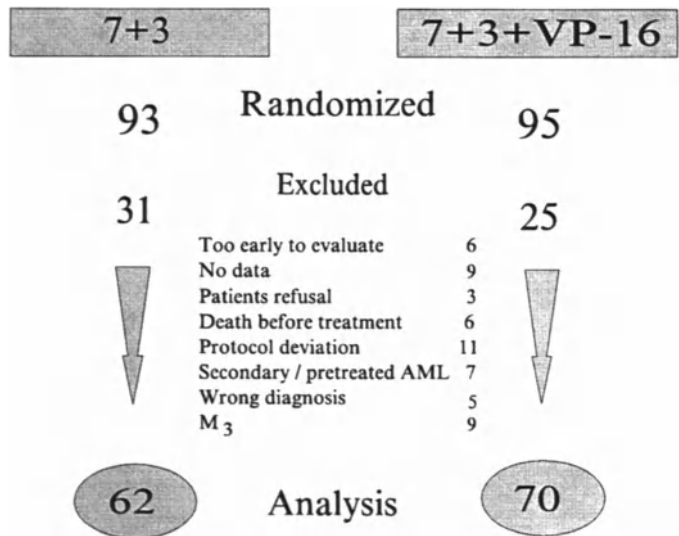 7+3 7+3+VP-16
93 Randomized 95
31 Excluded 25
Too early to evaluate 6
No data 9
Patients refusal 3
Death before treatment 6
Protocol deviation 11
Secondary / pretreated AML 7
Wrong diagnosis 5
M3 9
62 Analysis 70